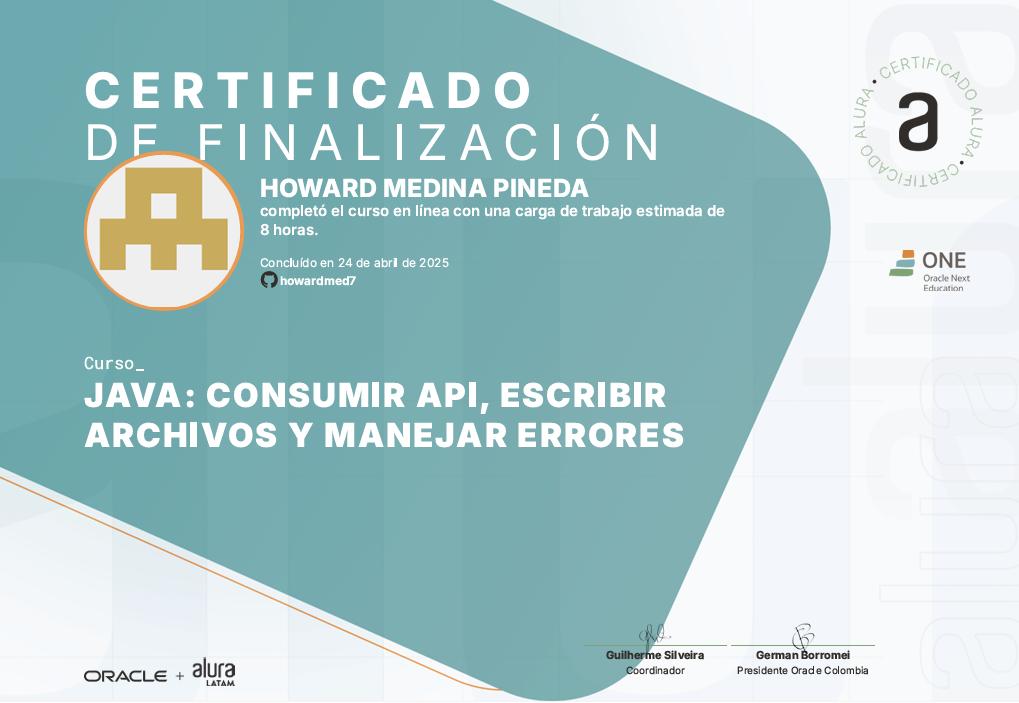 CERTIFICADO
DE FINALIZACIÓN
HOWARD MEDINA PINEDA
completó el curso en línea con una carga de trabajo estimada de
8 horas.
Concluído en 24 de abril de 2025
howardmed7
Curso_
JAVA: CONSUMIR API, ESCRIBIR
ARCHIVOS Y MANEJAR ERRORES
CERTIFICADO ALURA • CERTIFICADO ALURA •
a
ONE
Oracle Next
Education
alura
ORACLE + alura
LATAM
Guilherme Silveira
Coordinador
German Borromei
Presidente Oracle Colombia